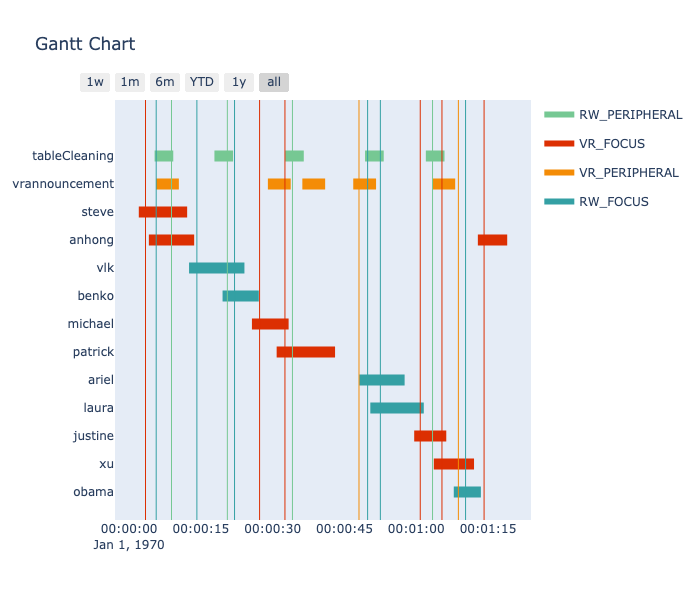 Gantt Chart
1w 1m 6m YTD 1y all
RW_PERIPHERAL
VR_FOCUS
VR_PERIPHERAL
RW_FOCUS
tableCleaning
vrannouncement
steve
anhong
vlk
benko
michael
patrick
ariel
laura
justine
xu
obama
00:00:00 00:00:15 00:00:30 00:00:45 00:01:00 00:01:15
Jan 1, 1970